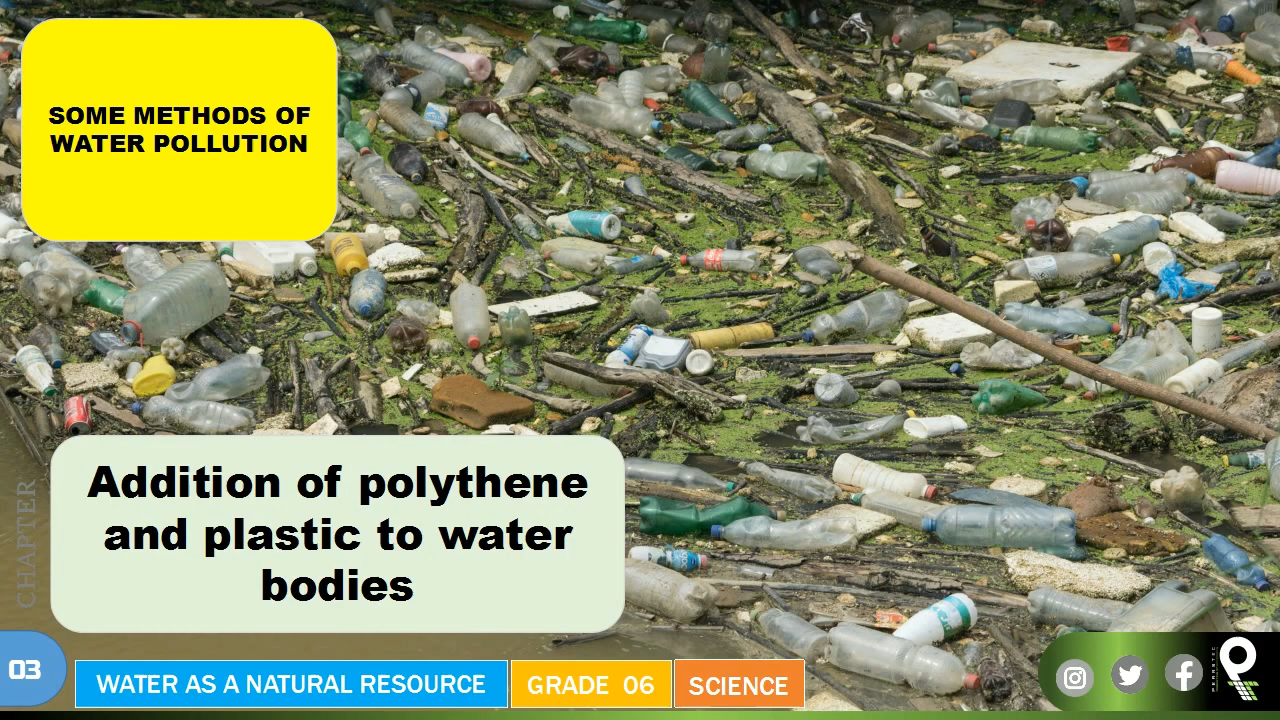 SOME METHODS OF
WATER POLLUTION
Addition of polythene
and plastic to water
bodies
CHAPTER
03
WATER AS A NATURAL RESOURCE
GRADE 06
SCIENCE